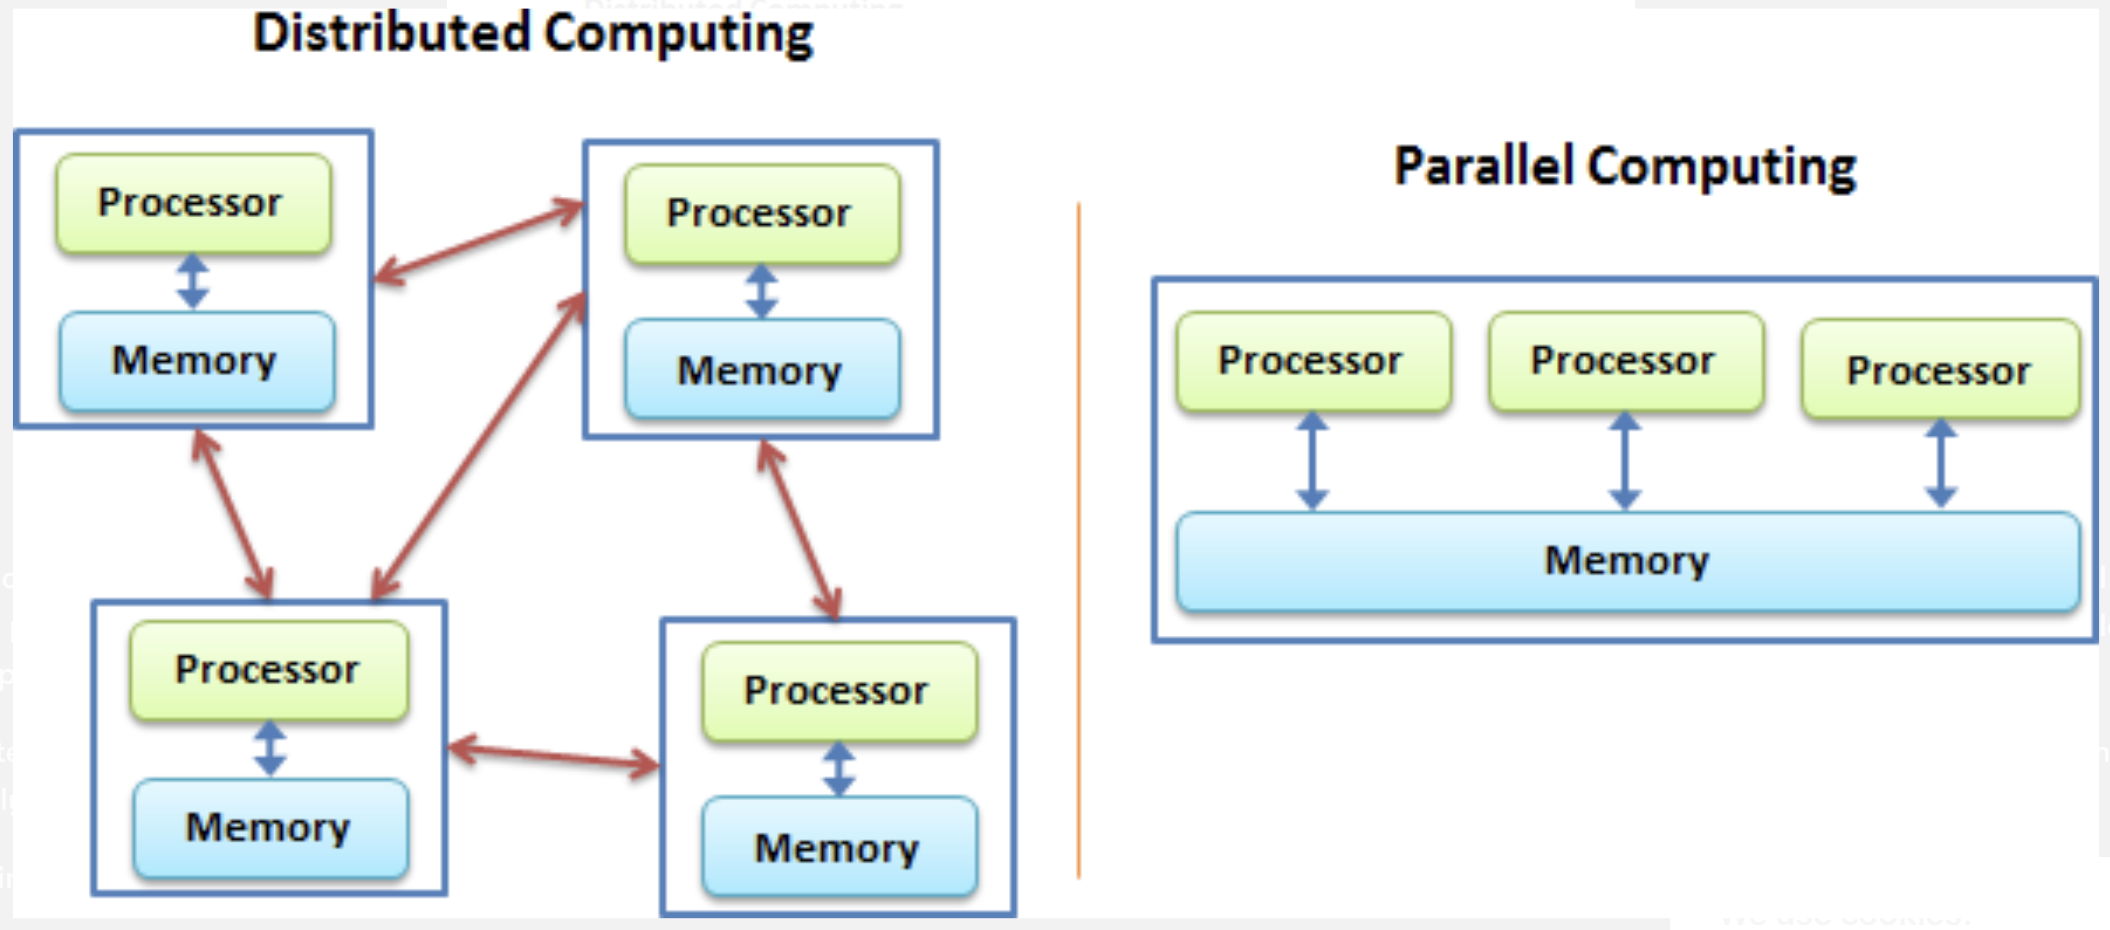 Distributed Computing
Processor
Memory
Processor
Memory
Processor
Memory
Processor
Memory
Parallel Computing
Processor
Processor
Processor
Memory